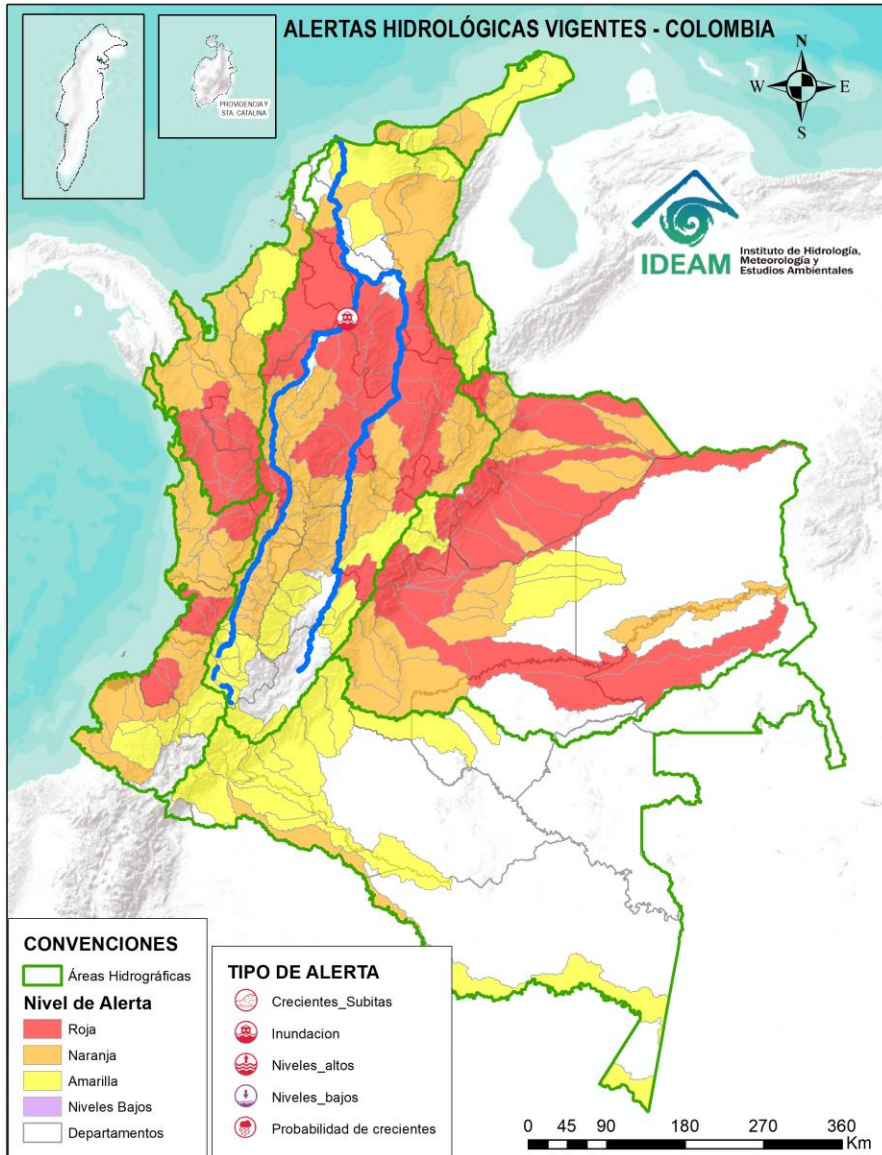 ALERTAS HIDROLÓGICAS VIGENTES - COLOMBIA
PROVIDENCIA Y
STA. CATALINA
N
W
E
S
IDEAM
Instituto de Hidrología,
Meteorología y
Estudios Ambientales
CONVENCIONES
Áreas Hidrográficas
Nivel de Alerta
Roja
Naranja
Amarilla
Niveles Bajos
Departamentos
TIPO DE ALERTA
Crecientes_Subitas
Inundacion
Niveles_altos
Niveles_bajos
Probabilidad de crecientes
0 45 90 180 270 360
Km